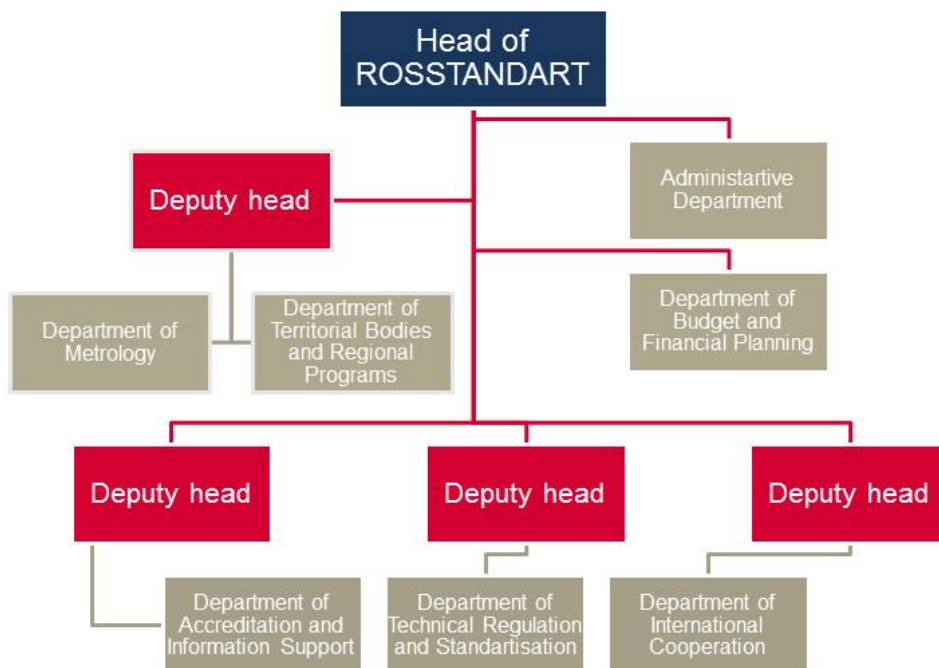 Head of
ROSSTANDART
Administartive
Department
Deputy head
Department of
Metrology
Department of
Territorial Bodies
and Regional
Programs
Department of
Budget and
Financial Planning
Deputy head
Deputy head
Deputy head
Department of
Accreditation and
Information Support
Department of
Technical Regulation
and Standartisation
Department of
International
Cooperation